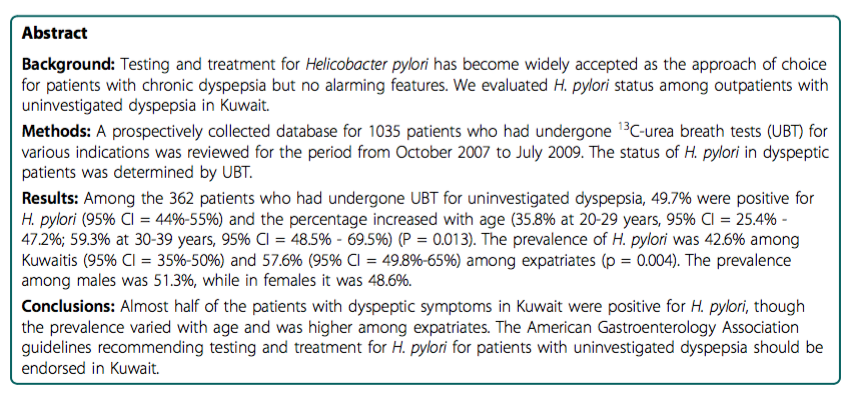 Abstract
Background: Testing and treatment for Helicobacter pylori has become widely accepted as the approach of choice
for patients with chronic dyspepsia but no alarming features. We evaluated H. pylori status among outpatients with
uninvestigated dyspepsia in Kuwait.
Methods: A prospectively collected database for 1035 patients who had undergone ¹³C-urea breath tests (UBT) for
various indications was reviewed for the period from October 2007 to July 2009. The status of H. pylori in dyspeptic
patients was determined by UBT.
Results: Among the 362 patients who had undergone UBT for uninvestigated dyspepsia, 49.7% were positive for
H. pylori (95% CI = 44%-55%) and the percentage increased with age (35.8% at 20-29 years, 95% CI = 25.4% -
47.2%; 59.3% at 30-39 years, 95% CI = 48.5% - 69.5%) (P = 0.013). The prevalence of H. pylori was 42.6% among
Kuwaitis (95% CI = 35%-50%) and 57.6% (95% CI = 49.8%-65%) among expatriates (p = 0.004). The prevalence
among males was 51.3%, while in females it was 48.6%.
Conclusions: Almost half of the patients with dyspeptic symptoms in Kuwait were positive for H. pylori, though
the prevalence varied with age and was higher among expatriates. The American Gastroenterology Association
guidelines recommending testing and treatment for H. pylori for patients with uninvestigated dyspepsia should be
endorsed in Kuwait.